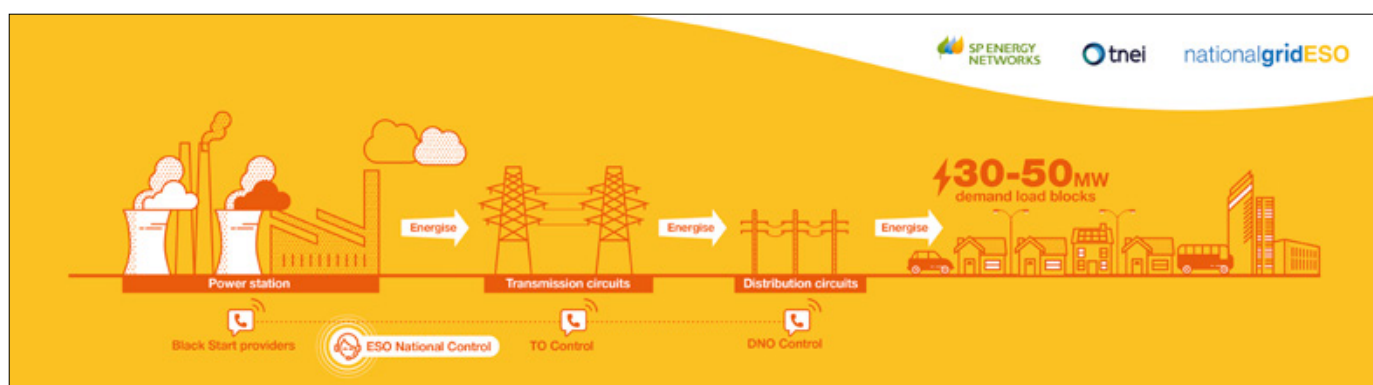 SP ENERGY
NETWORKS
tnei
nationalgridESO
30-50MW
demand load blocks
Energise
Energise
Energise
Power station
Transmission circuits
Distribution circuits
Black Start providers
ESO National Control
TO Control
DNO Control